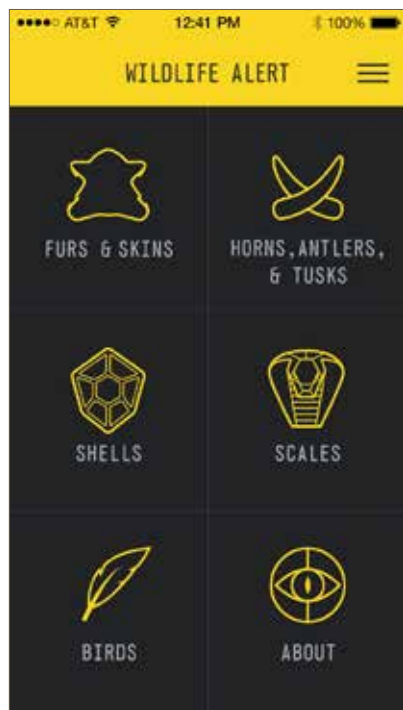 AT&T 12:41 PM 100%
WILDLIFE ALERT
FURS & SKINS
HORNS, ANTLERS,
& TUSKS
SHELLS
SCALES
BIRDS
ABOUT